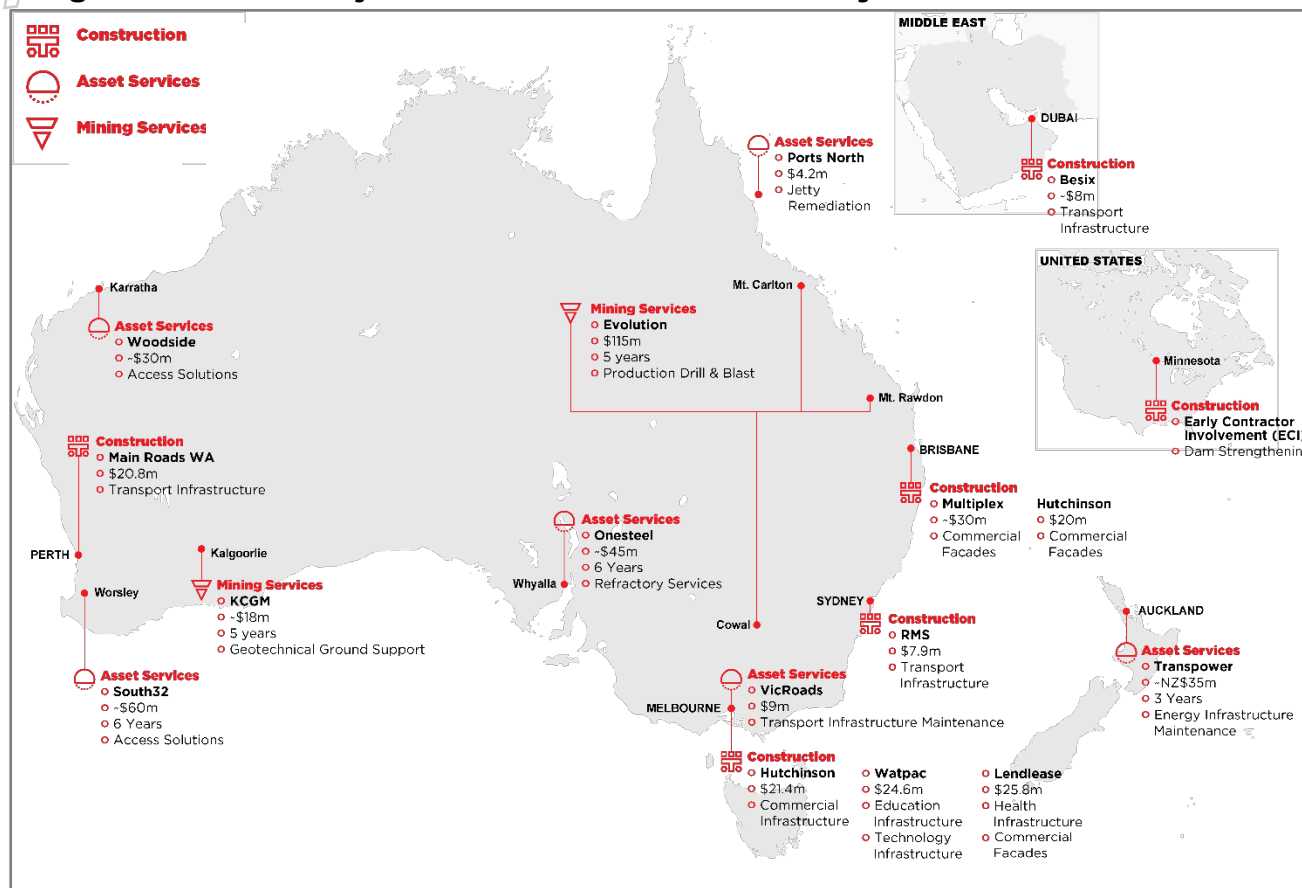 Construction
Asset Services
Mining Services
MIDDLE EAST
DUBAI
Construction
Besix
~$8m
Transport
Infrastructure
Asset Services
Ports North
$4.2m
Jetty
Remediation
UNITED STATES
Minnesota
Construction
Early Contractor
Involvement (ECI)
Dam Strengthenin
Karratha
Asset Services
Woodside
~$30m
Access Solutions
Mt. Carlton
Mining Services
Evolution
$115m
5 years
Production Drill & Blast
Mt. Rawdon
BRISBANE
Construction
Multiplex
~$30m
Commercial
Facades
Hutchinson
$20m
Commercial
Facades
Construction
Main Roads WA
$20.8m
Transport Infrastructure
PERTH
Kalgoorlie
Mining Services
KCGM
~$18m
5 years
Geotechnical Ground Support
Worsley
Asset Services
South32
~$60m
6 Years
Access Solutions
Asset Services
Onesteel
~$45m
6 Years
Refractory Services
Whyalla
Cowal
SYDNEY
Construction
RMS
$7.9m
Transport
Infrastructure
AUCKLAND
Asset Services
Transpower
~NZ$35m
3 Years
Energy Infrastructure
Maintenance
MELBOURNE
Asset Services
VicRoads
$9m
Transport Infrastructure Maintenance
Construction
Hutchinson
$21.4m
Commercial
Infrastructure
Watpac
$24.6m
Education
Infrastructure
Technology
Infrastructure
Lendlease
$25.8m
Health
Infrastructure
Commercial
Facades